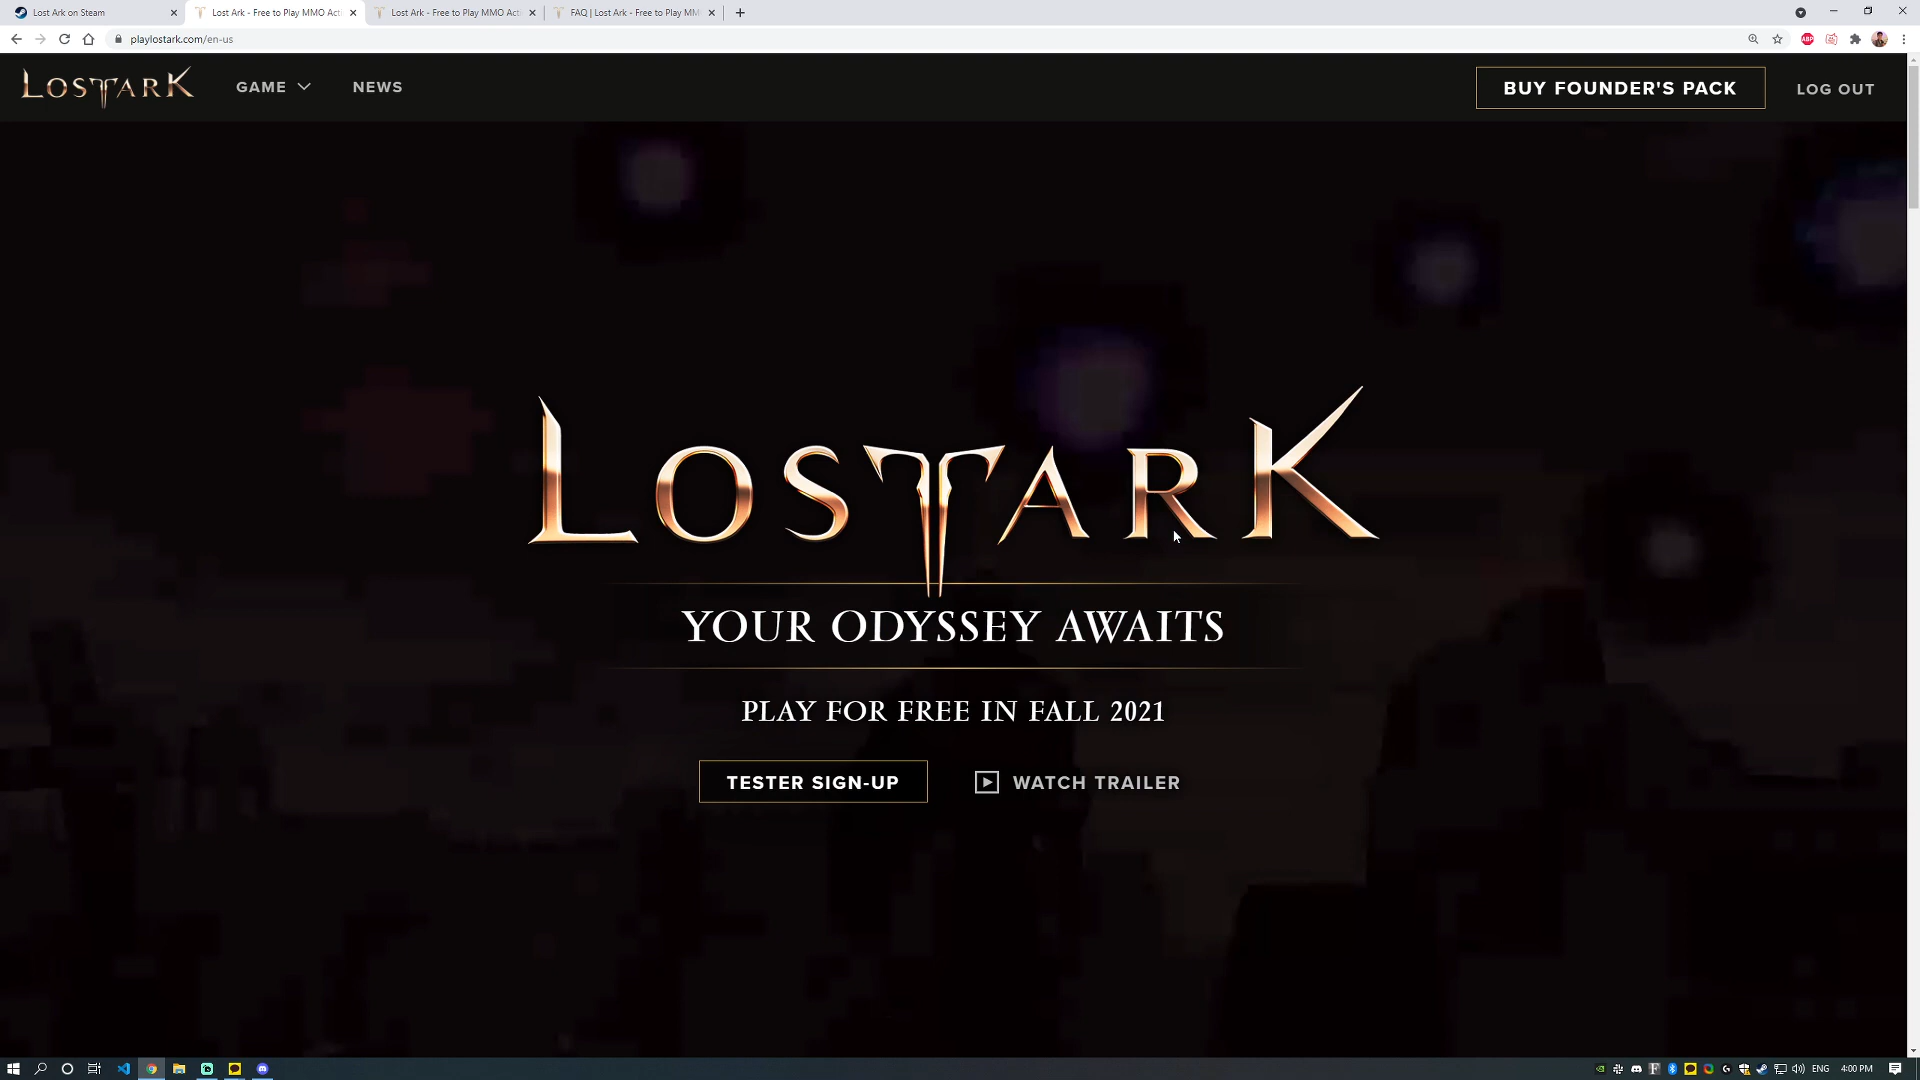 Lost Ark on Steam
Lost Ark - Free to Play MMO Acti
Lost Ark - Free to Play MMO Acti
FAQ | Lost Ark - Free to Play MM
playlostark.com/en-us
ABP
LOST ARK
GAME
NEWS
BUY FOUNDER'S PACK
LOG OUT
LOST ARK
YOUR ODYSSEY AWAITS
PLAY FOR FREE IN FALL 2021
TESTER SIGN-UP
WATCH TRAILER
ENG
4:00 PM